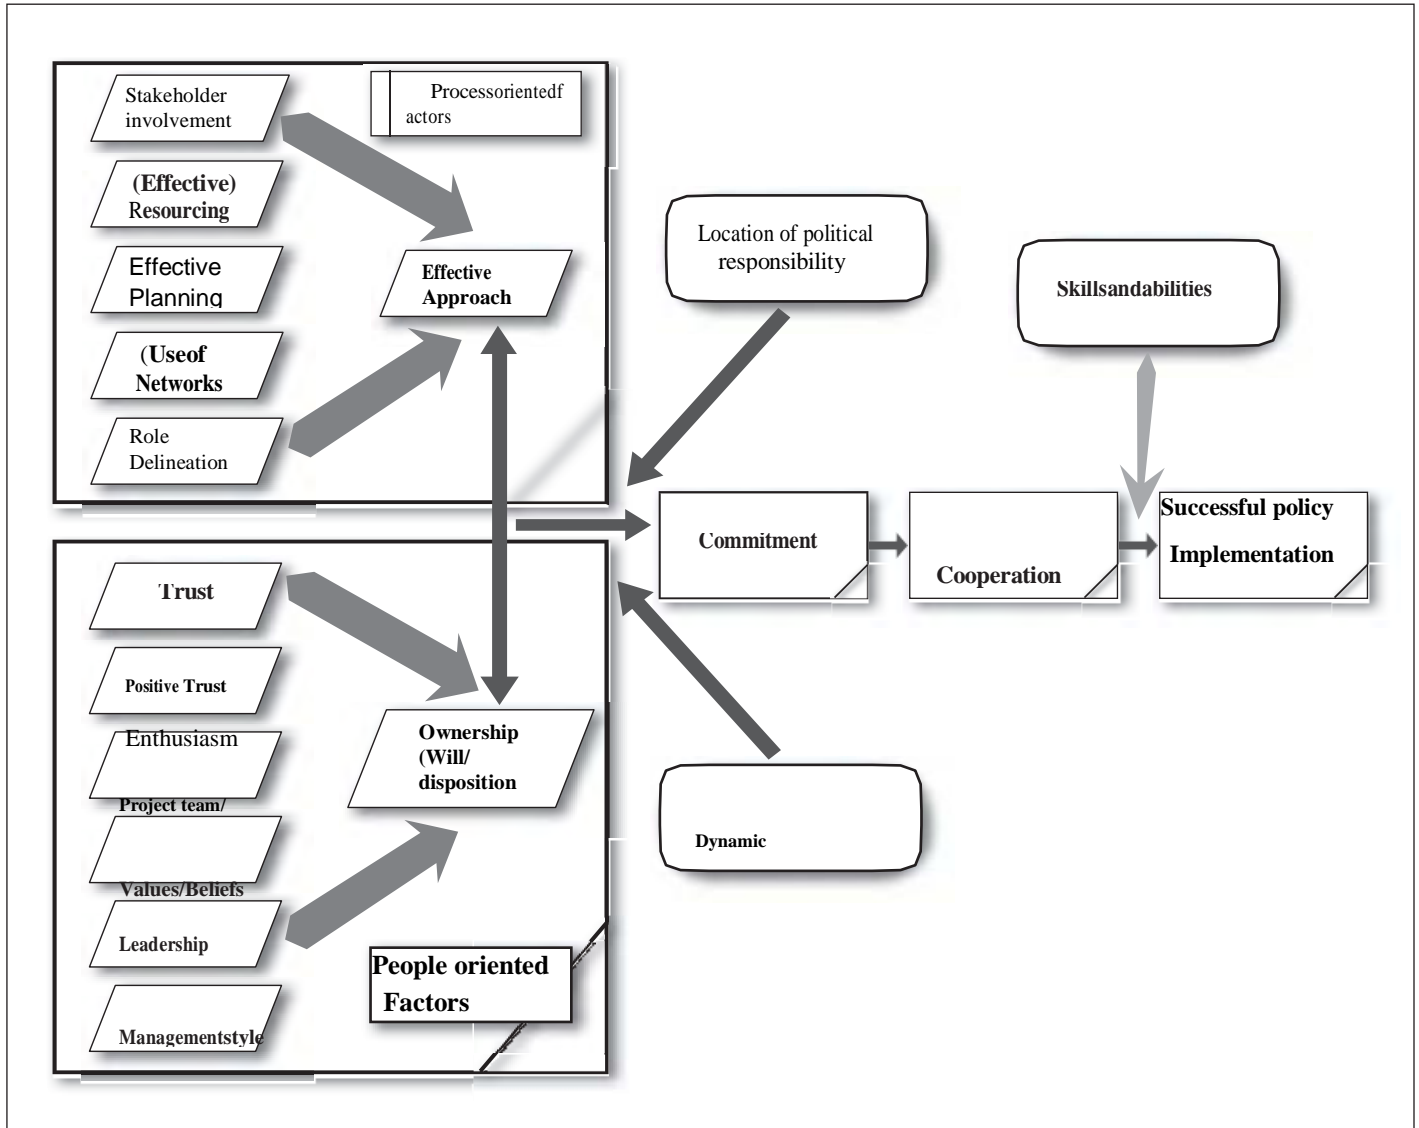 Stakeholder
involvement
Processorientedf
actors
(Effective)
Resourcing
Effective
Planning
(Useof
Networks
Role
Delineation
Effective
Approach
Location of political
responsibility
Skillsandabilities
Commitment
Cooperation
Successful policy
Implementation
Trust
Positive Trust
Enthusiasm
Project team/
Values/Beliefs
Leadership
Managementstyle
Ownership
(Will/
disposition
People oriented
Factors
Dynamic